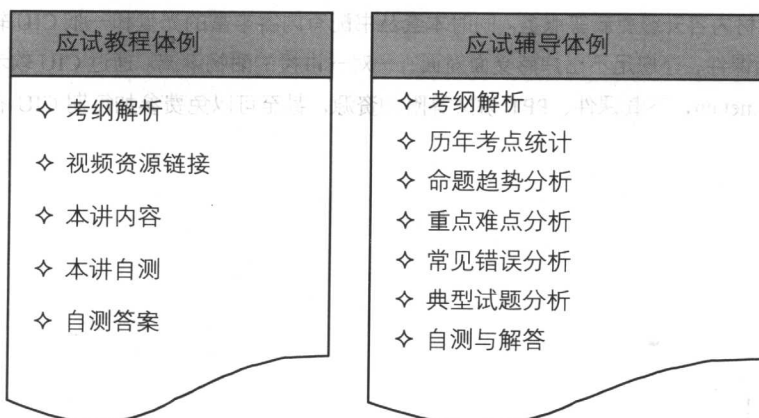 应试教程体例
✧ 考纲解析
✧ 视频资源链接
✧ 本讲内容
✧ 本讲自测
✧ 自测答案
应试辅导体例
✧ 考纲解析
✧ 历年考点统计
✧ 命题趋势分析
✧ 重点难点分析
✧ 常见错误分析
✧ 典型试题分析
✧ 自测与解答